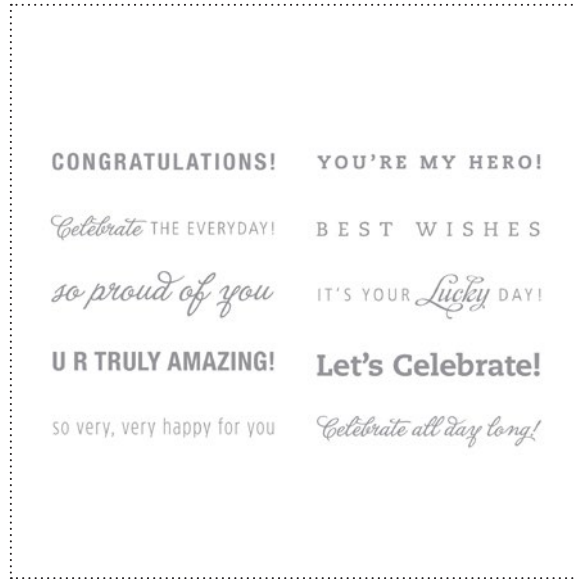 CONGRATULATIONS!
Celebrate THE EVERYDAY!
so proud of you
U R TRULY AMAZING!
so very, very happy for you
YOU'RE MY HERO!
BEST WISHES
IT'S YOUR Lucky DAY!
Let's Celebrate!
Celebrate all day long!